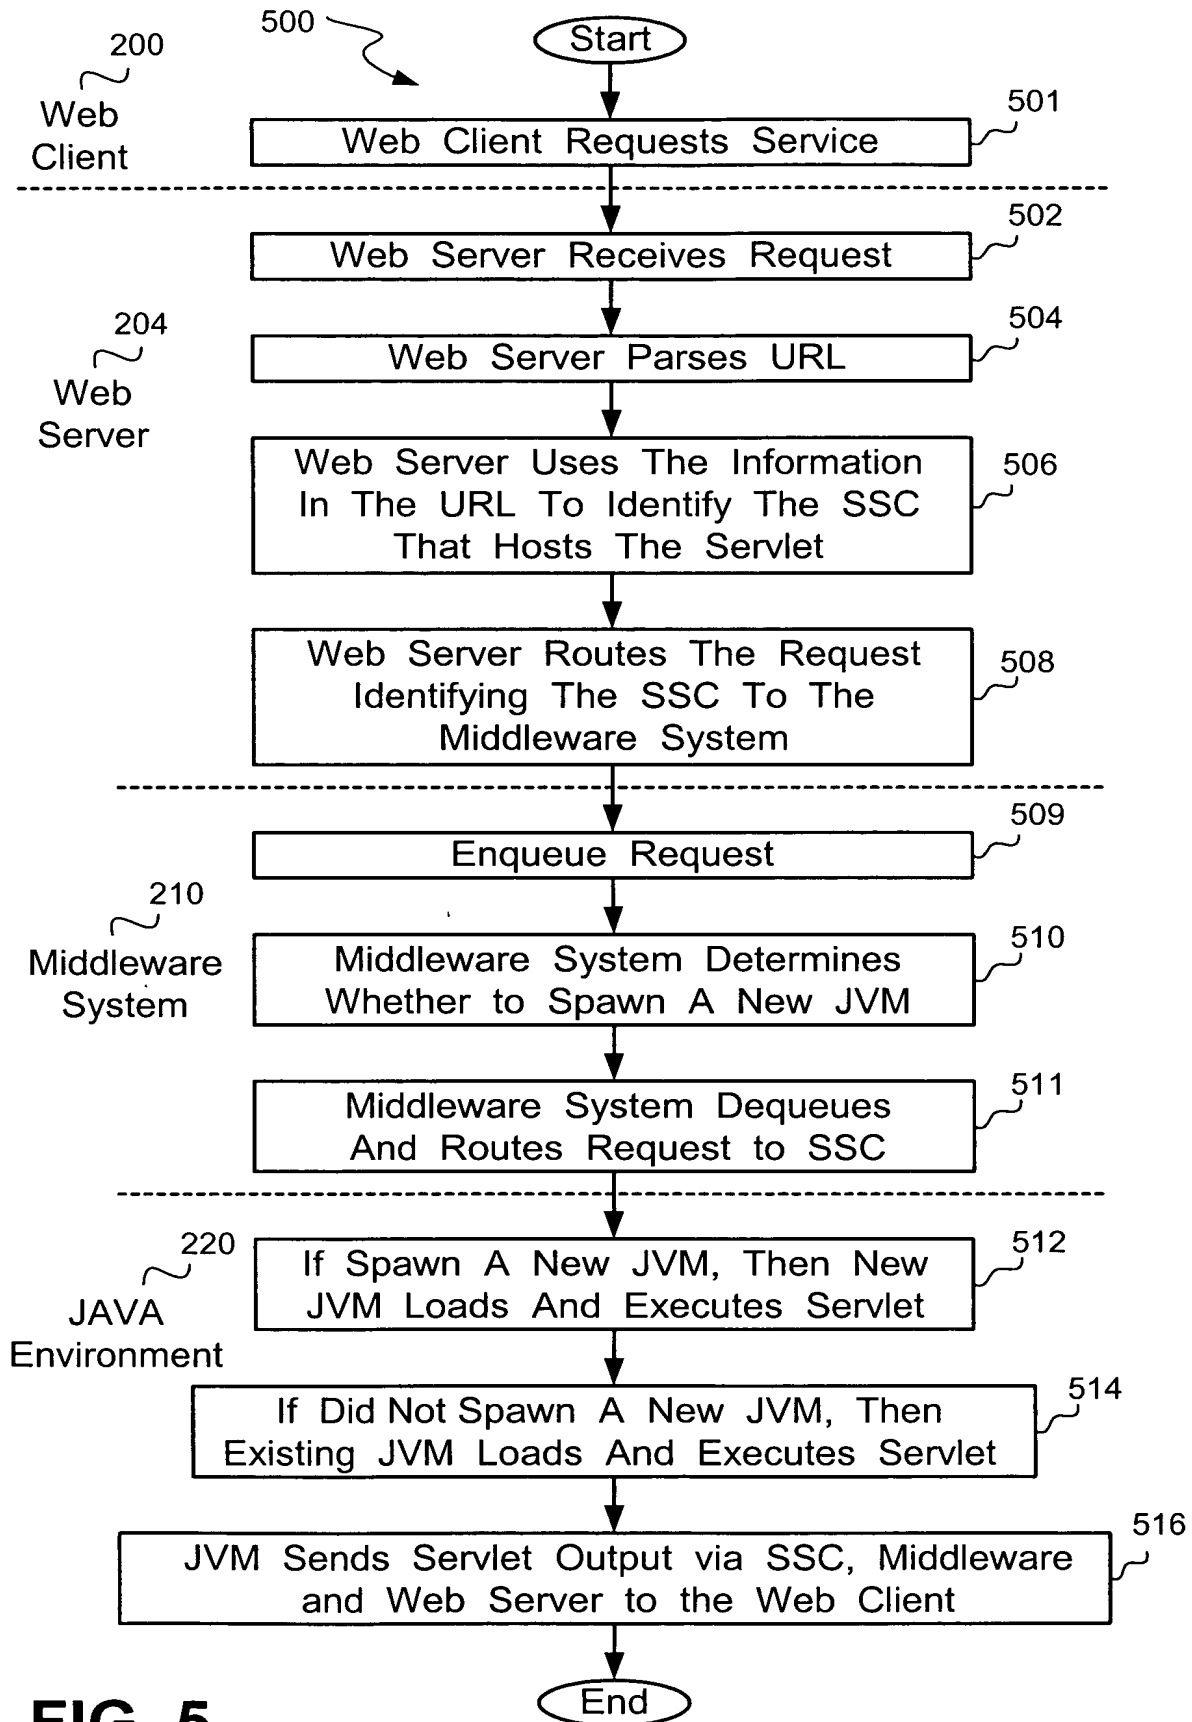 500
Start
200
Web
Client
501
Web Client Requests Service
502
Web Server Receives Request
204
Web
Server
504
Web Server Parses URL
506
Web Server Uses The Information
In The URL To Identify The SSC
That Hosts The Servlet
508
Web Server Routes The Request
Identifying The SSC To The
Middleware System
509
Enqueue Request
210
Middleware
System
510
Middleware System Determines
Whether to Spawn A New JVM
511
Middleware System Dequeues
And Routes Request to SSC
220
JAVA
Environment
512
If Spawn A New JVM, Then New
JVM Loads And Executes Servlet
514
If Did Not Spawn A New JVM, Then
Existing JVM Loads And Executes Servlet
516
JVM Sends Servlet Output via SSC, Middleware
and Web Server to the Web Client
End
FIG. 5